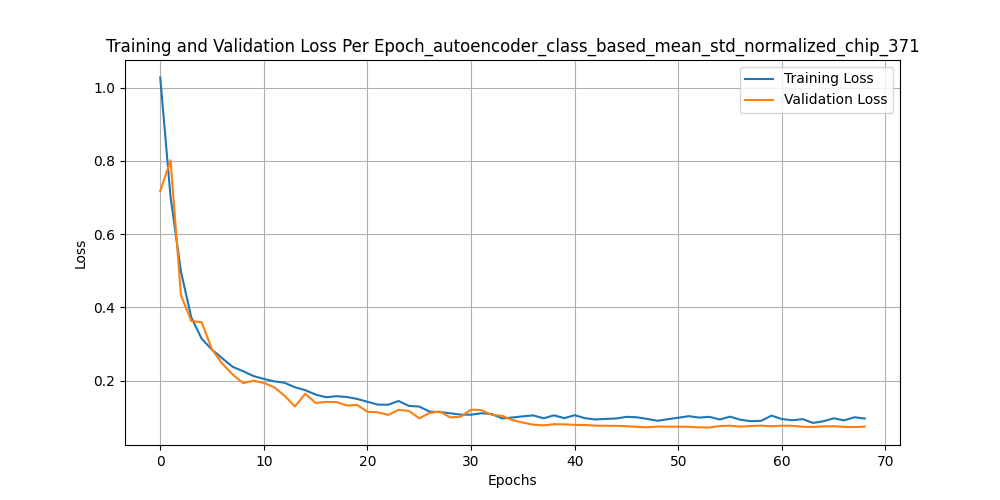 Training and Validation Loss Per Epoch_autoencoder_class_based_mean_std_normalized_chip_371
Training Loss
Validation Loss
1.0
0.8
0.6
0.4
0.2
Loss
0 10 20 30 40 50 60 70
Epochs